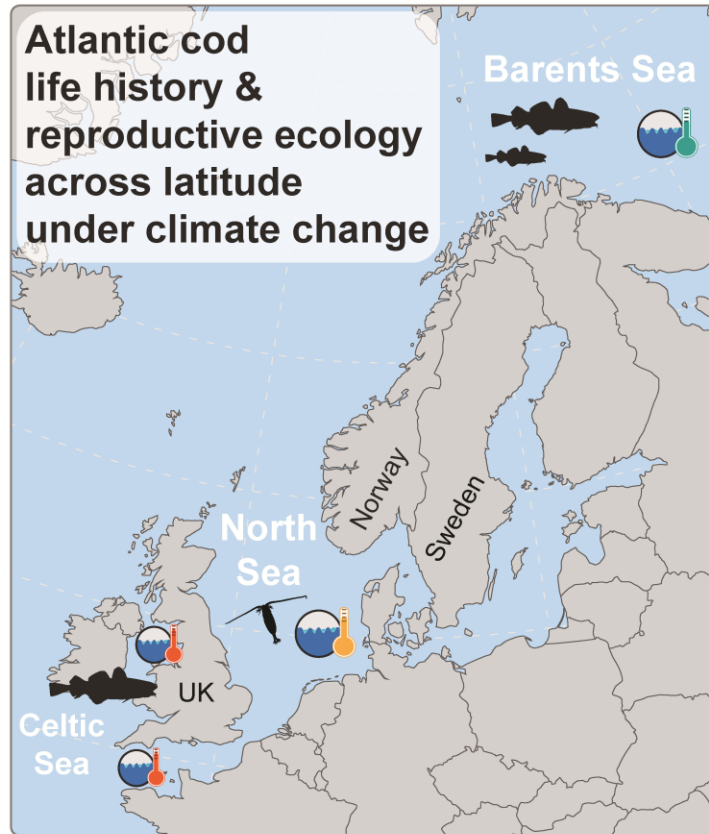 Atlantic cod
life history &
reproductive ecology
across latitude
under climate change
Barents Sea
Norway
Sweden
North
Sea
UK
Celtic
Sea